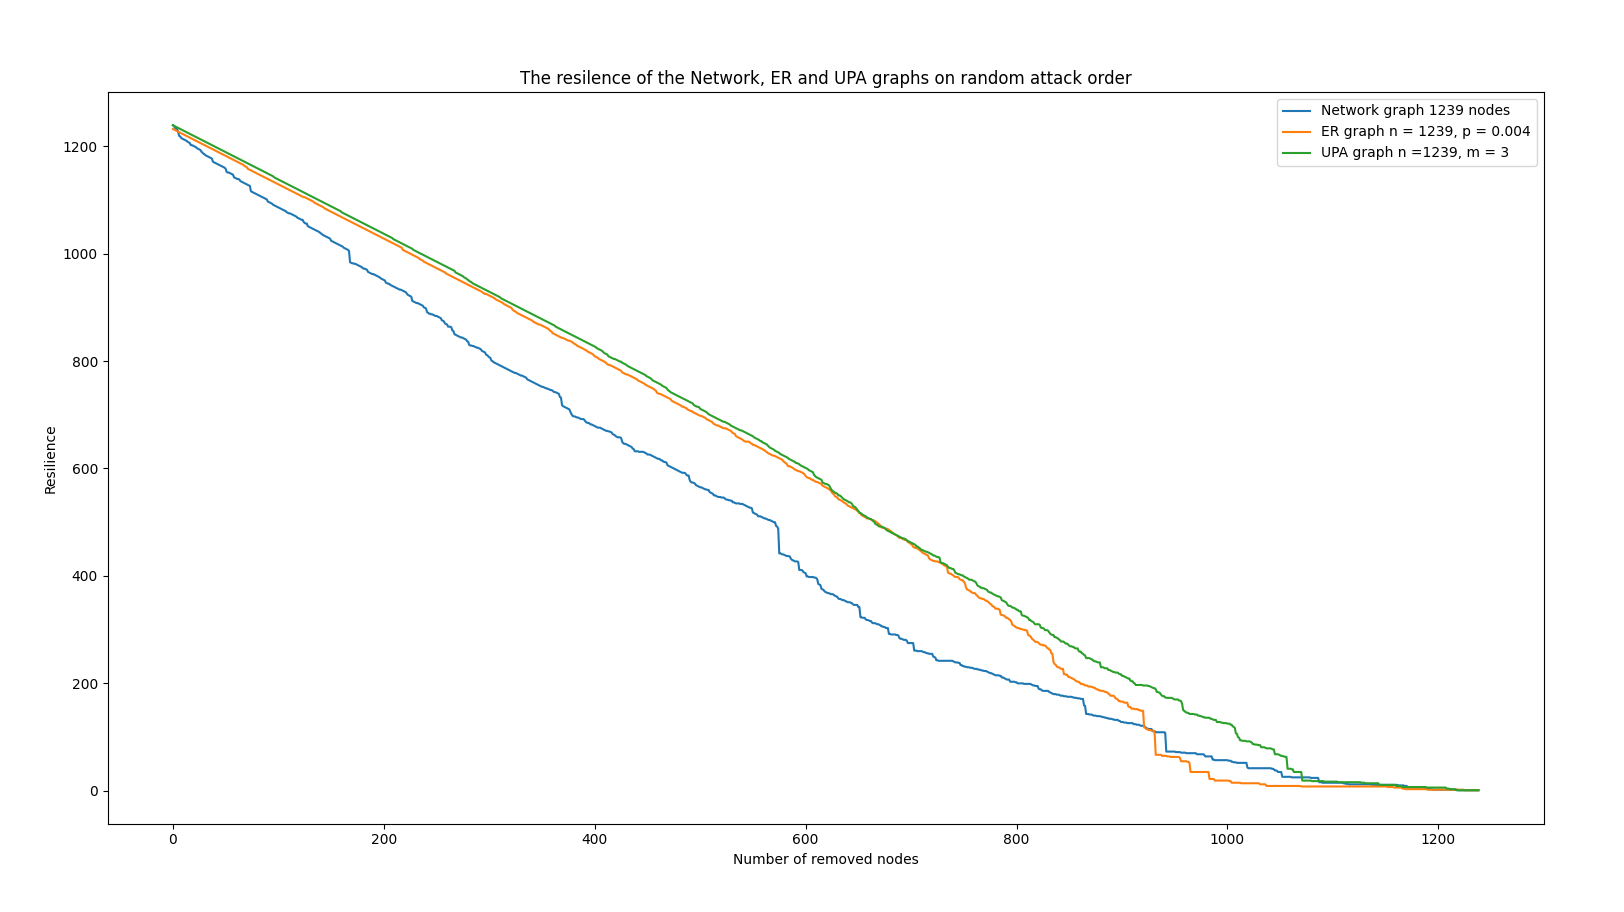 The resilence of the Network, ER and UPA graphs on random attack order
Network graph 1239 nodes
ER graph n = 1239, p = 0.004
UPA graph n =1239, m = 3
Resilience
1200
1000
800
600
400
200
0
0 200 400 600 800 1000 1200
Number of removed nodes